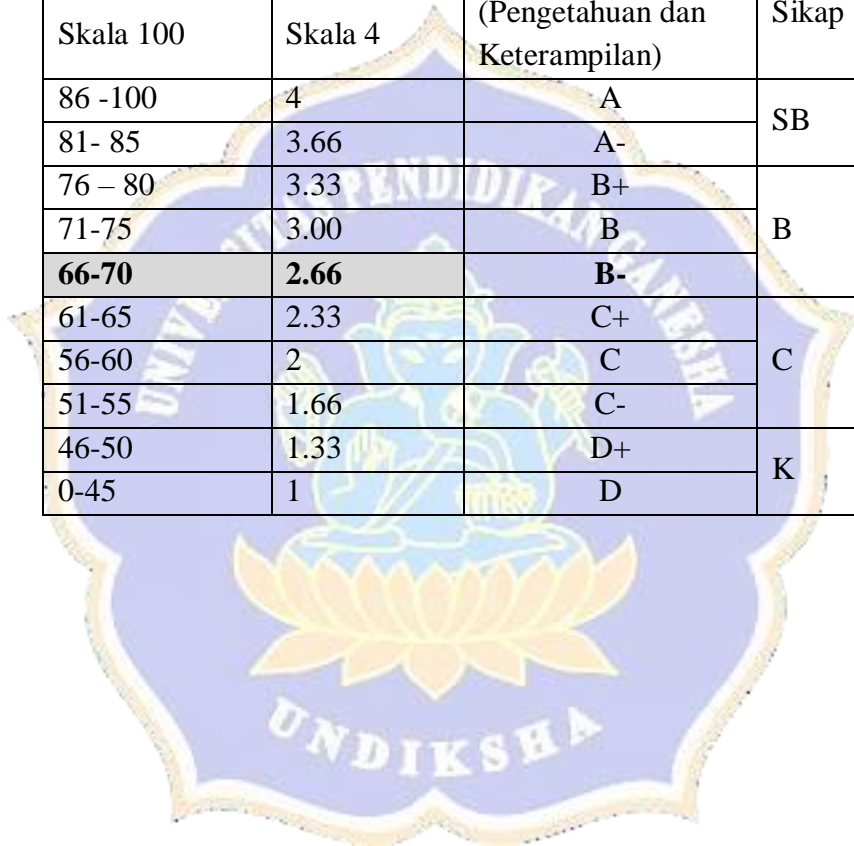 Skala 100 Skala 4 (Pengetahuan dan Keterampilan) Sikap
86 -100 4 A SB
81- 85 3.66 A-
76 – 80 3.33 B+ B
71-75 3.00 B
66-70 2.66 B-
61-65 2.33 C+ C
56-60 2 C
51-55 1.66 C-
46-50 1.33 D+ K
0-45 1 D
UNIVERSITAS PENDIDIKAN GANESHA
UNDIKSHA